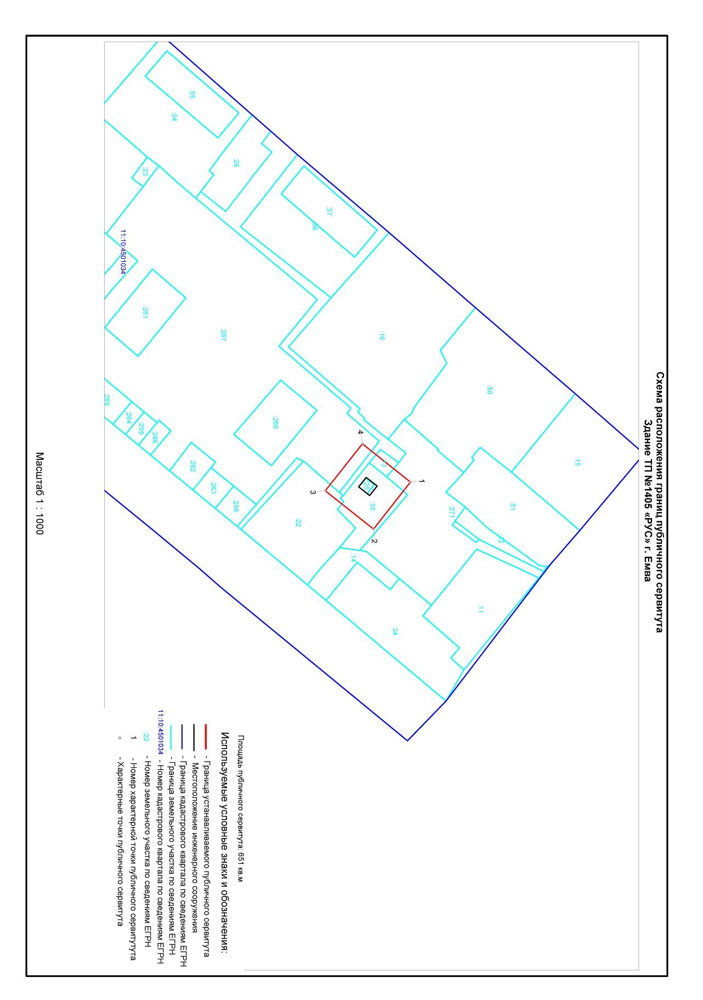 Схема расположения границ публичного сервитута
Здание ТП №1405 «РУС» г. Емва
:15
:50
:51
:12
:271
:11
:16
:13
1
:25
:35
2
4
3
:34
:14
:22
:57
:56
:260
:26
:267
:55
:54
:258
:263
:262
:23
:261
11:10:4501034
:266
:259
:264
:269
Площадь публичного сервитута: 651 кв.м
Используемые условные знаки и обозначения:
- Граница устанавливаемого публичного сервитута
- Местоположение инженерного сооружения
- Граница кадастрового квартала по сведениям ЕГРН
- Граница земельного участка по сведениям ЕГРН
11:10:4501034 - Номер кадастрового квартала по сведениям ЕГРН
:22 - Номер земельного участка по сведениям ЕГРН
1 - Номер характерной точки публичного сервитутута
- Характерные точки публичного сервитута
Масштаб 1 : 1000